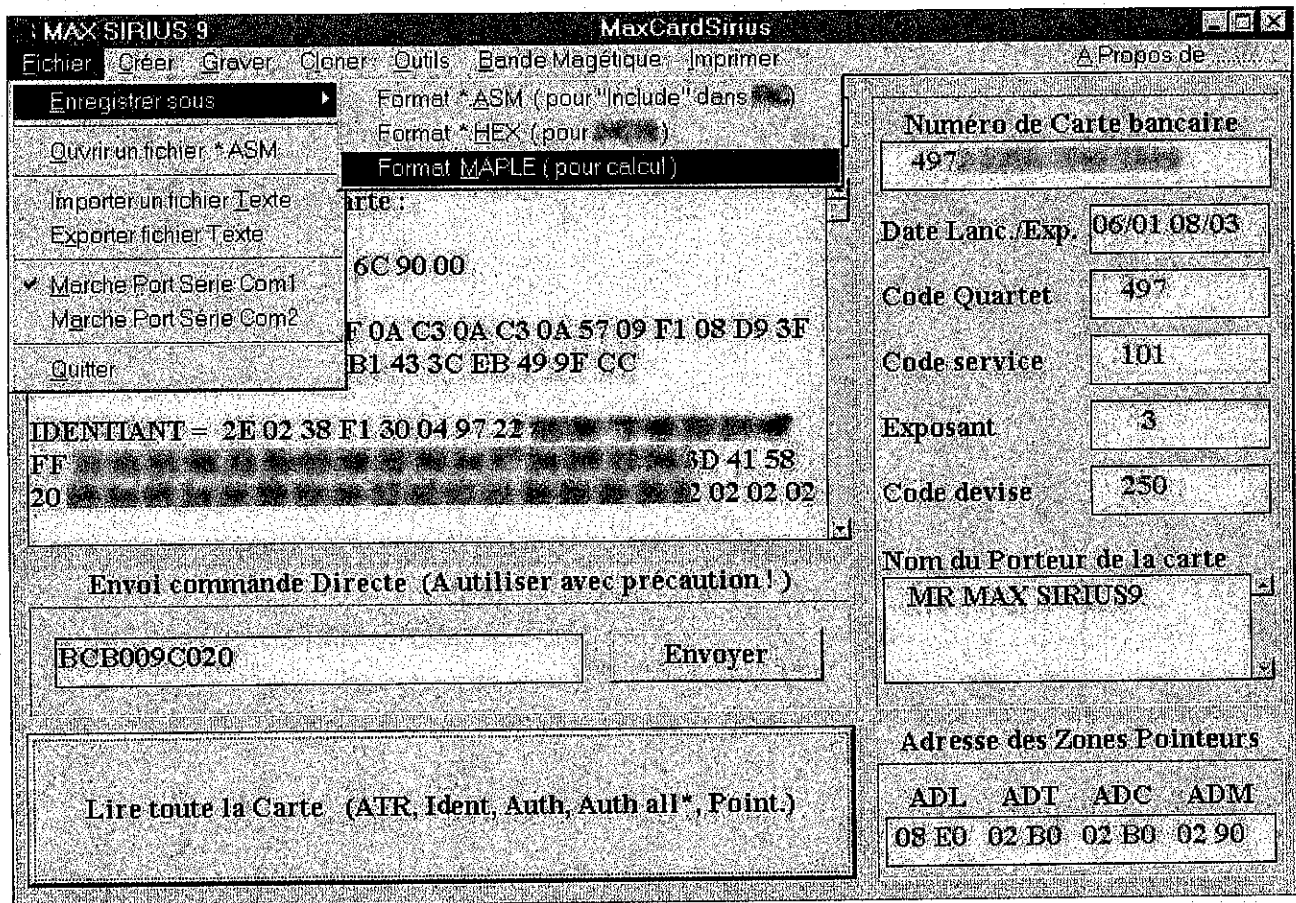 MAX SIRIUS 9 MaxCardSirius
Fichier Créer Graver Cloner Outils Bande Magétique Imprimer A Propos de ........
Enregistrer sous
Ouvrir un fichier *.ASM
Importer un fichier Texte
Exporter fichier Texte
✔ Marche Port Série Com1
Marche Port Série Com2
Quitter
Format *.ASM (pour "Include" dans
Format *.HEX (pour
Format MAPLE ( pour calcul )
arte :
6C 90 00
F 0A C3 0A C3 0A 57 09 F1 08 D9 3F
B1 43 3C EB 49 9F CC
IDENTIANT = 2E 02 38 F1 30 04 97 22
FF 3D 41 58
20 2 02 02 02
Envoi commande Directe (A utiliser avec précaution ! )
BCB009C020
Envoyer
Lire toute la Carte (ATR, Ident, Auth, Auth all*, Point.)
Numéro de Carte bancaire
497
Date Lanc./Exp. 06/01 08/03
Code Quartet 497
Code service 101
Exposant 3
Code devise 250
Nom du Porteur de la carte
MR MAX SIRIUS9
Adresse des Zones Pointeurs
ADL ADT ADC ADM
08 E0 02 B0 02 B0 02 90